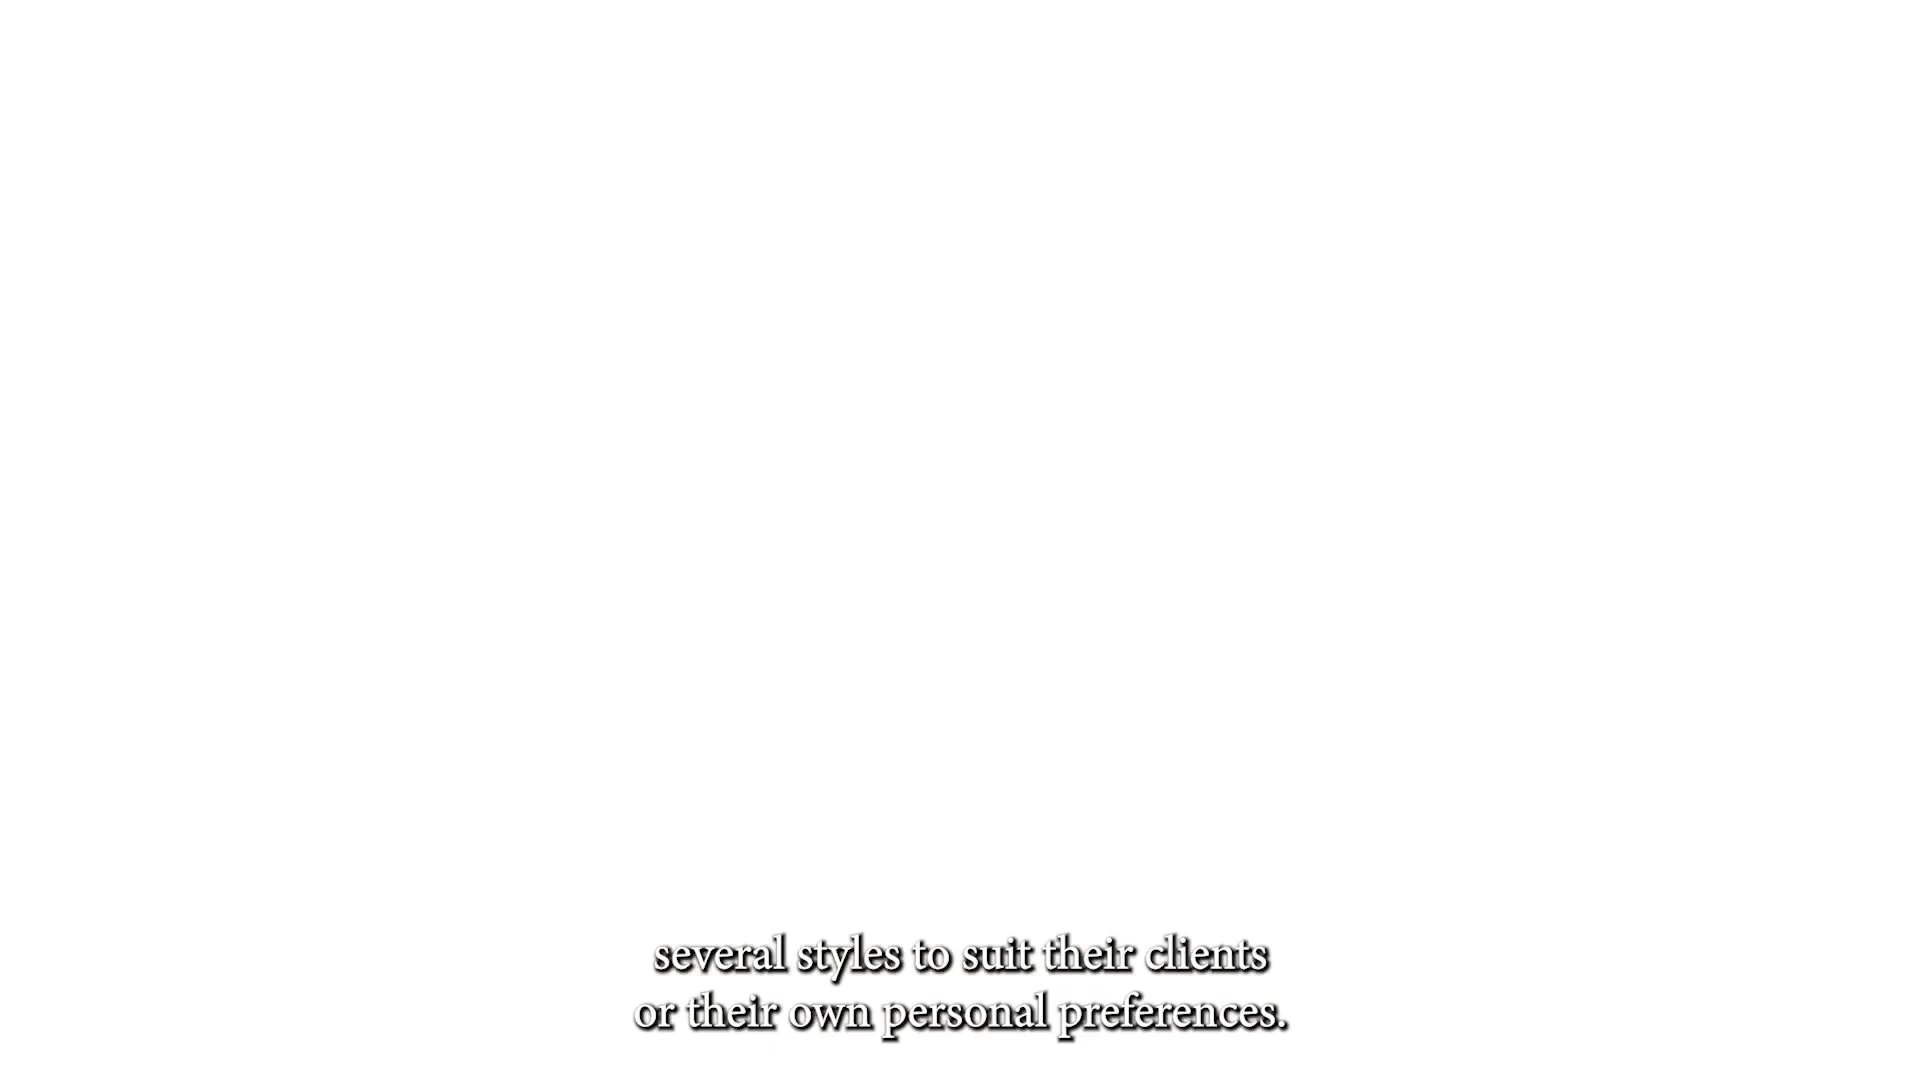 several styles to suit their clients
or their own personal preferences.